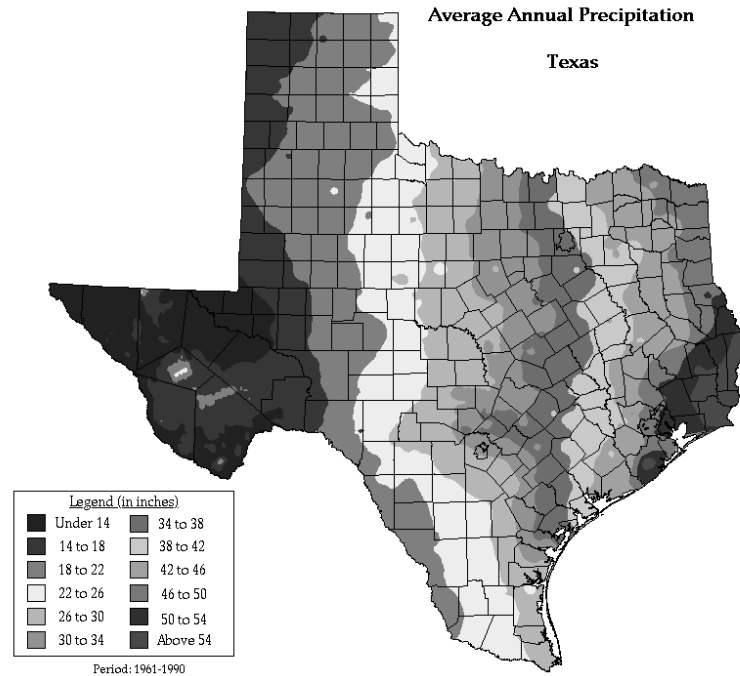 Average Annual Precipitation
Texas
Legend (in inches)
Under 14
14 to 18
18 to 22
22 to 26
26 to 30
30 to 34
34 to 38
38 to 42
42 to 46
46 to 50
50 to 54
Above 54
Period: 1961-1990